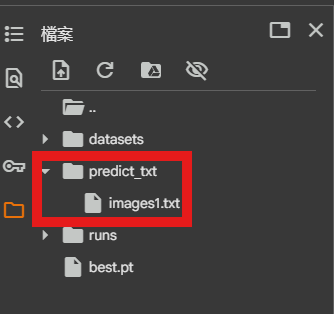 檔案
..
datasets
predict_txt
images1.txt
runs
best.pt